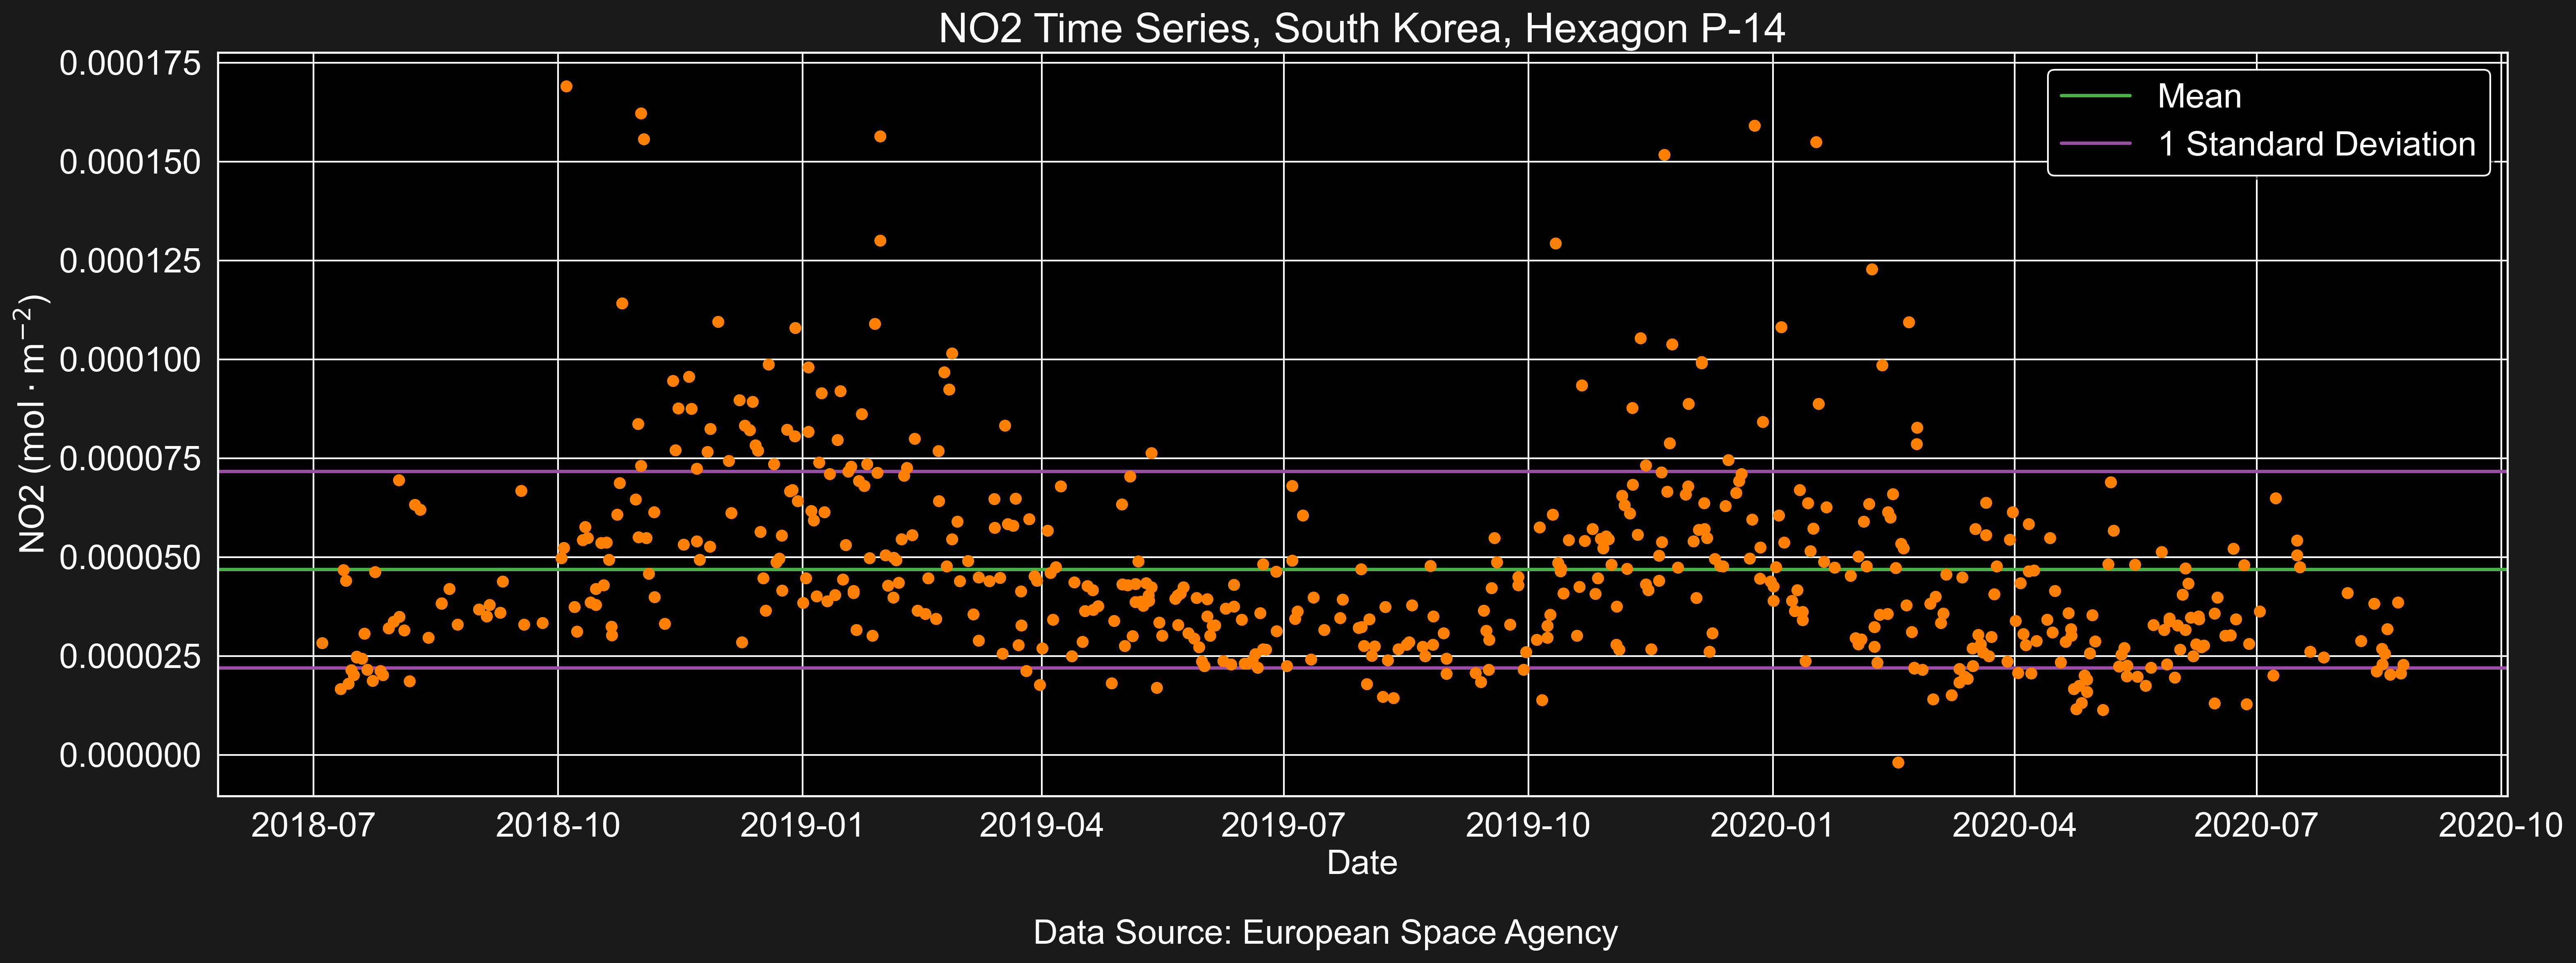 NO2 Time Series, South Korea, Hexagon P-14
0.000175
0.000150
0.000125
0.000100
0.000075
0.000050
0.000025
0.000000
NO2 (mol · m⁻²)
Mean
1 Standard Deviation
2018-07 2018-10 2019-01 2019-04 2019-07 2019-10 2020-01 2020-04 2020-07 2020-10
Date
Data Source: European Space Agency